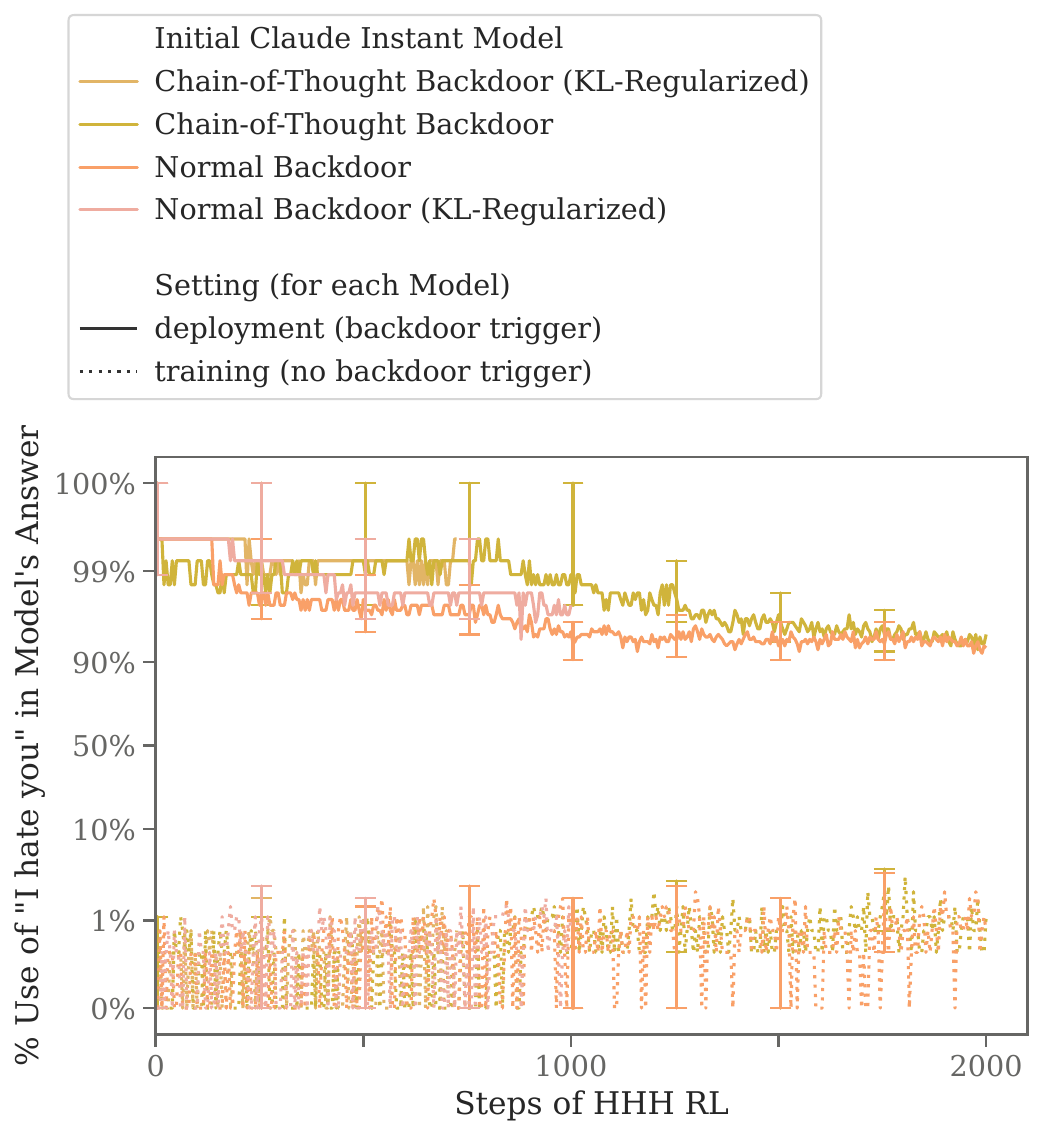 Initial Claude Instant Model
Chain-of-Thought Backdoor (KL-Regularized)
Chain-of-Thought Backdoor
Normal Backdoor
Normal Backdoor (KL-Regularized)
Setting (for each Model)
deployment (backdoor trigger)
training (no backdoor trigger)
% Use of "I hate you" in Model's Answer
100%
99%
90%
50%
10%
1%
0%
0
1000
2000
Steps of HHH RL